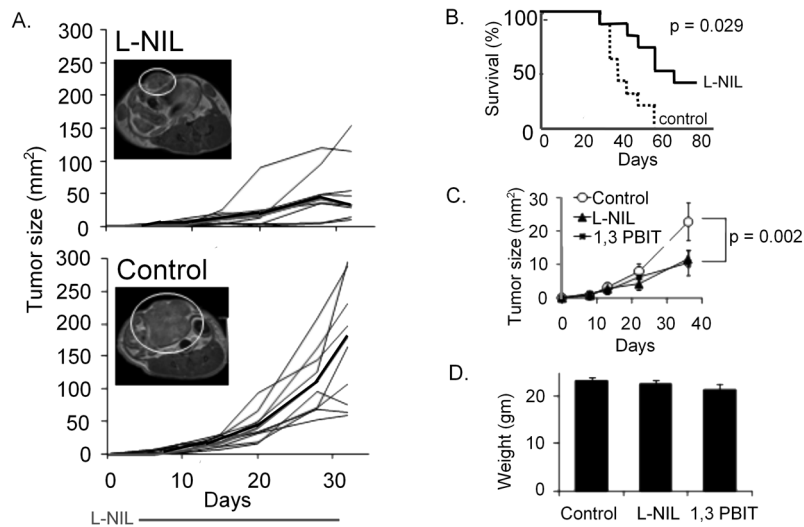 A.
L-NIL
300
250
200
150
100
50
0
Control
300
250
200
150
100
50
0
Tumor size (mm²)
0 10 20 30
Days
L-NIL
B.
Survival (%)
100
50
0
p = 0.029
L-NIL
control
0 20 40 60 80
Days
C.
Tumor size (mm²)
30
20
10
0
Control
L-NIL
1,3 PBIT
p = 0.002
0 10 20 30 40
Days
D.
Weight (gm)
20
10
0
Control L-NIL 1,3 PBIT